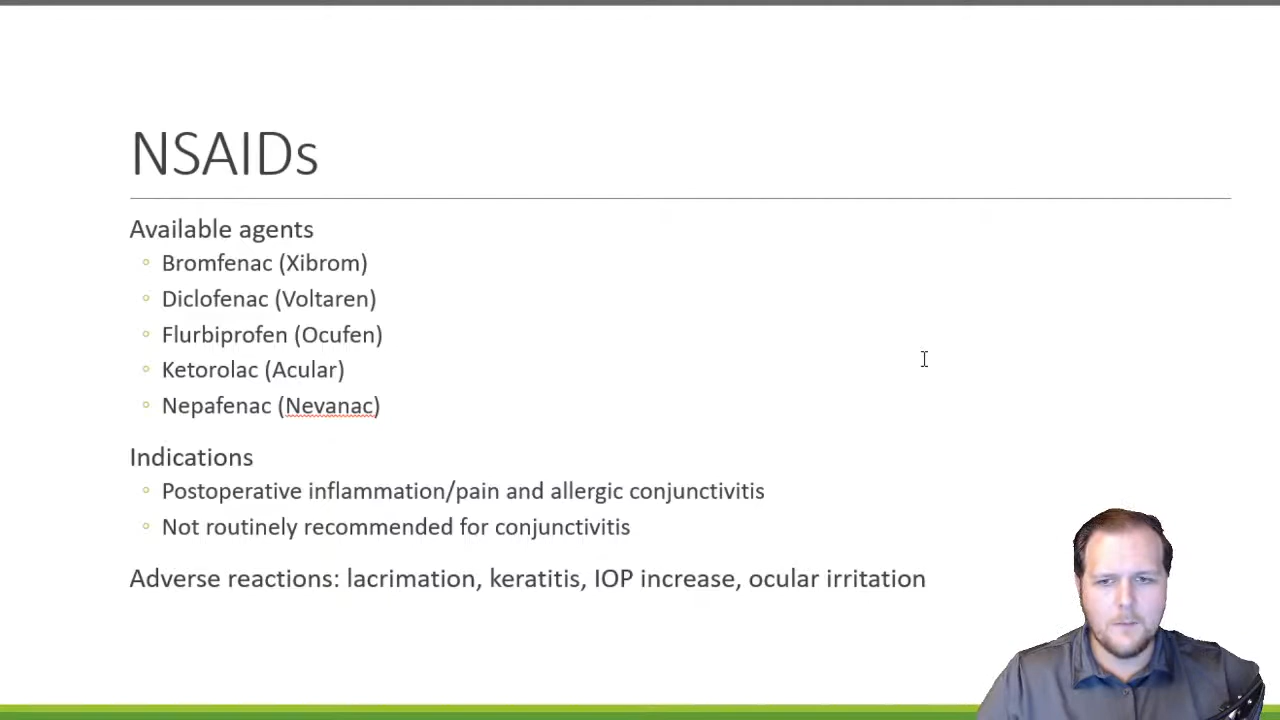 NSAIDs
Available agents
Bromfenac (Xibrom)
Diclofenac (Voltaren)
Flurbiprofen (Ocufen)
Ketorolac (Acular)
Nepafenac (Nevanac)
Indications
Postoperative inflammation/pain and allergic conjunctivitis
Not routinely recommended for conjunctivitis
Adverse reactions: lacrimation, keratitis, IOP increase, ocular irritation